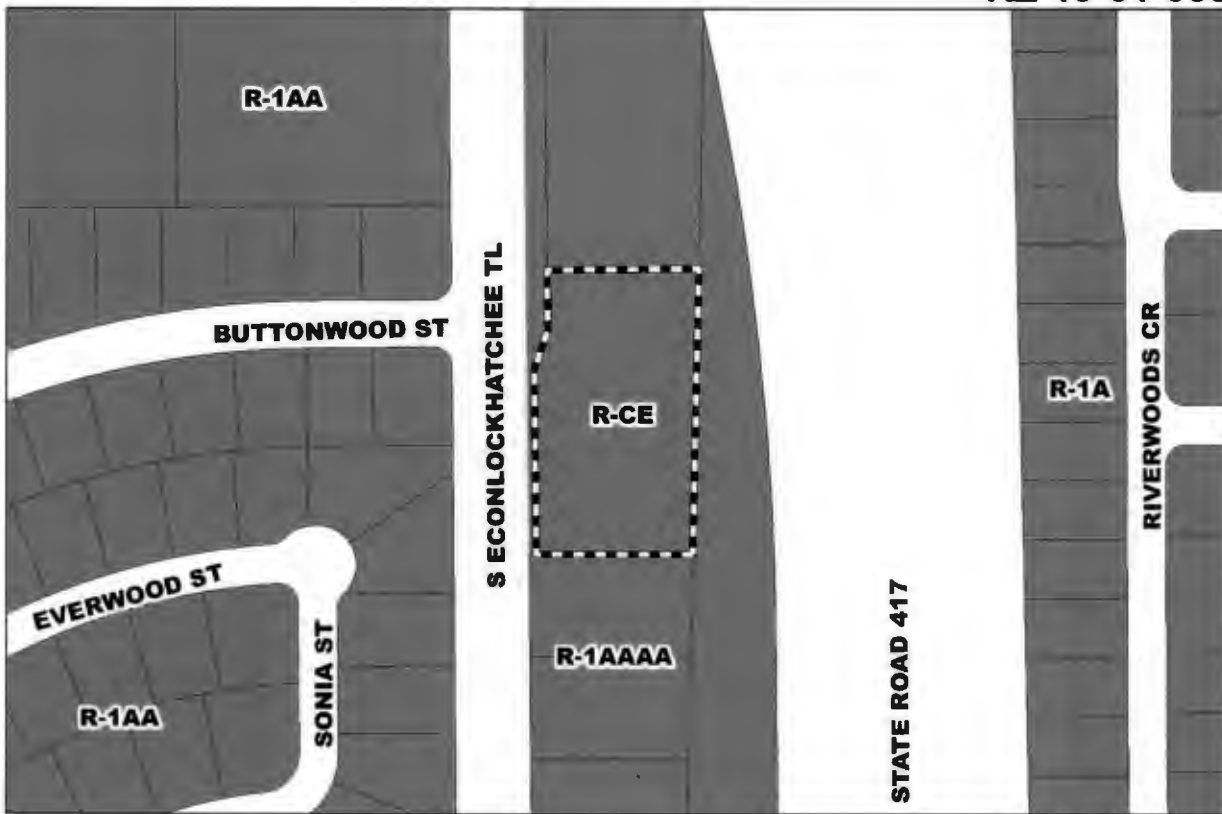 R-1AA
BUTTONWOOD ST
S ECONLOCKHATCHEE TL
R-CE
R-1A
RIVERWOODS CR
EVERWOOD ST
SONIA ST
R-1AA
R-1AAAA
STATE ROAD 417